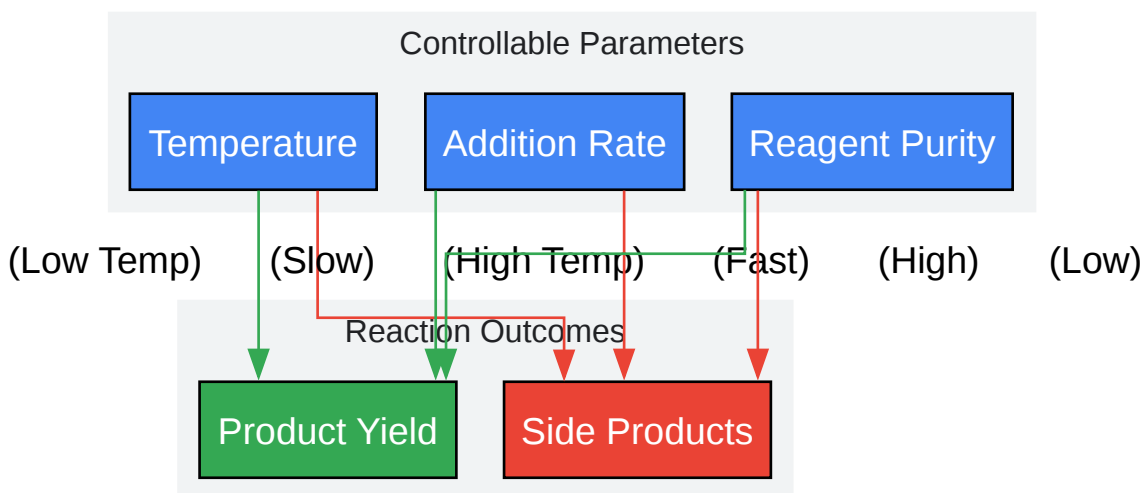 Controllable Parameters
Temperature
Addition Rate
Reagent Purity
(Low Temp)
(Slow)
(High Temp)
(Fast)
(High)
(Low)
Reaction Outcomes
Product Yield
Side Products